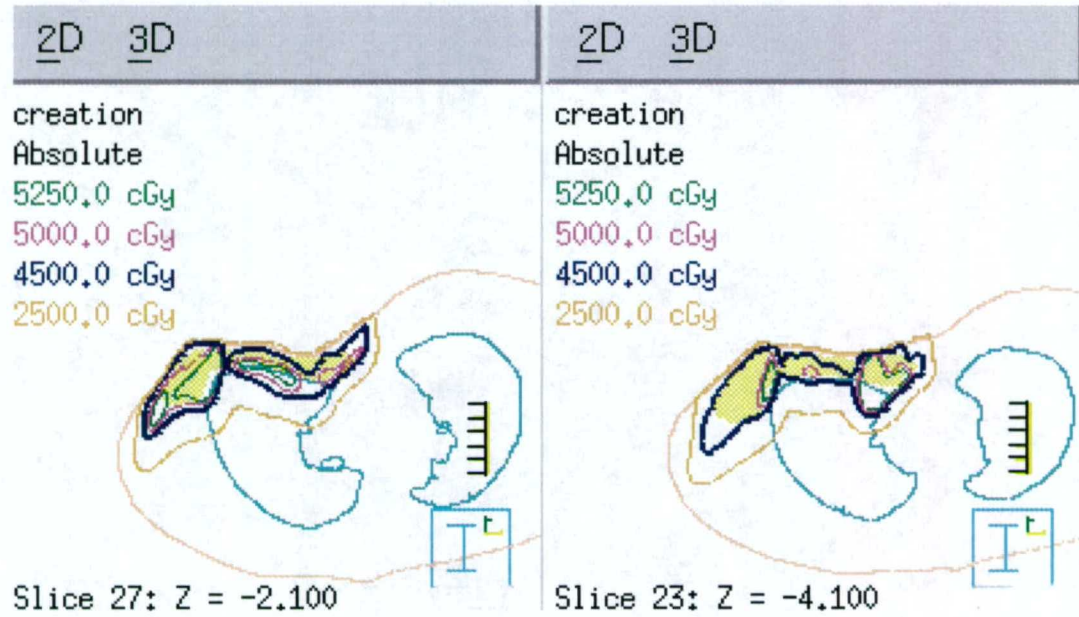 2D 3D
creation
Absolute
5250.0 cGy
5000.0 cGy
4500.0 cGy
2500.0 cGy
Slice 27: Z = -2.100
2D 3D
creation
Absolute
5250.0 cGy
5000.0 cGy
4500.0 cGy
2500.0 cGy
Slice 23: Z = -4.100